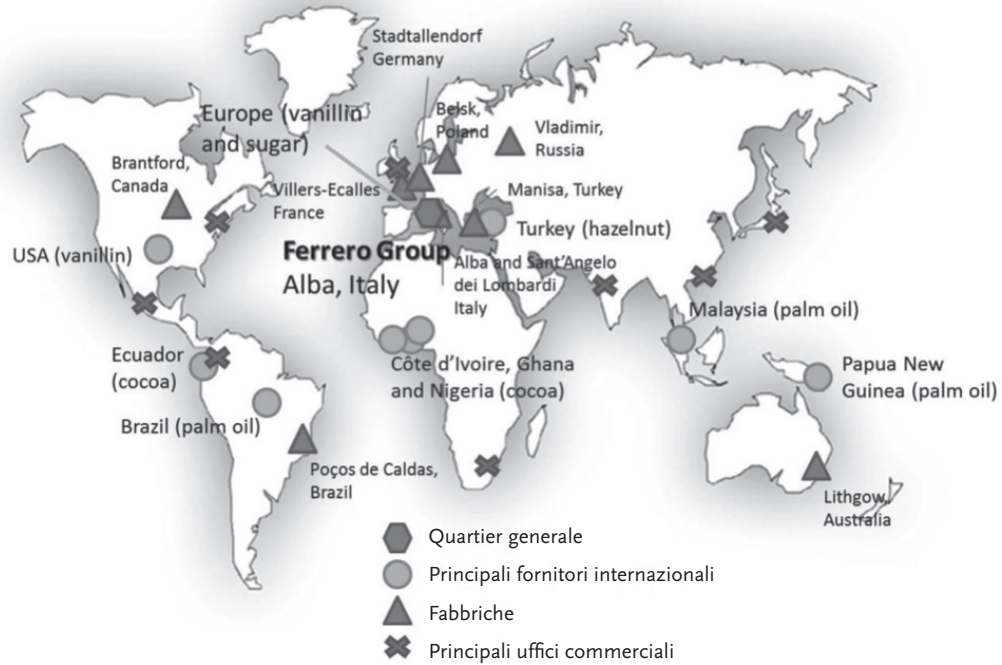 Stadtallendorf
Germany
Europe (vanillin
and sugar)
Belsk,
Poland
Vladimir,
Russia
Brantford,
Canada
Villers-Ecalles
France
Manisa, Turkey
USA (vanillin)
Turkey (hazelnut)
Ferrero Group
Alba, Italy
Alba and Sant'Angelo
dei Lombardi
Italy
Malaysia (palm oil)
Ecuador
(cocoa)
Côte d'Ivoire, Ghana
and Nigeria (cocoa)
Papua New
Guinea (palm oil)
Brazil (palm oil)
Poços de Caldas,
Brazil
Lithgow,
Australia
Quartier generale
Principali fornitori internazionali
Fabbriche
Principali uffici commerciali